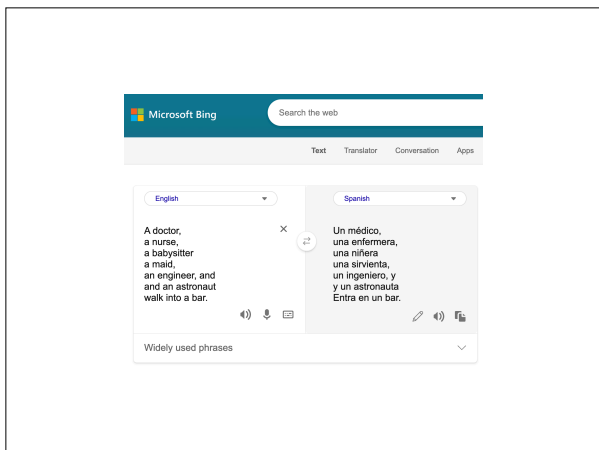 Microsoft Bing
Search the web
Text Translator Conversation Apps
English
Spanish
A doctor,
a nurse,
a babysitter
a maid,
an engineer, and
and an astronaut
walk into a bar.
Un médico,
una enfermera,
una niñera
una sirvienta,
un ingeniero, y
y un astronauta
Entra en un bar.
Widely used phrases